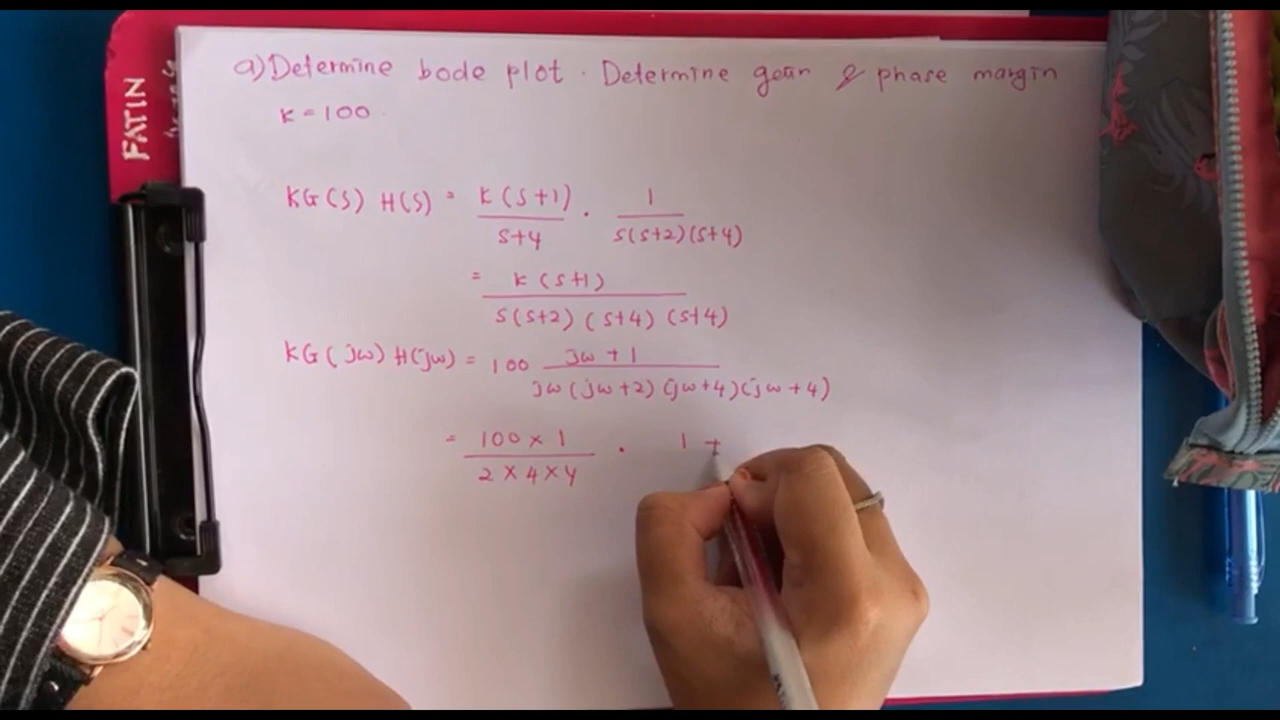 a) Determine bode plot. Determine gain & phase margin
K = 100
KG(s) H(s) = K(s+1) / s+4 · 1 / s(s+2)(s+4)
= K(s+1) / s(s+2)(s+4)(s+4)
KG(jω) H(jω) = 100 jω+1 / jω(jω+2)(jω+4)(jω+4)
= 100 × 1 / 2 × 4 × 4 · 1 +
FATIN